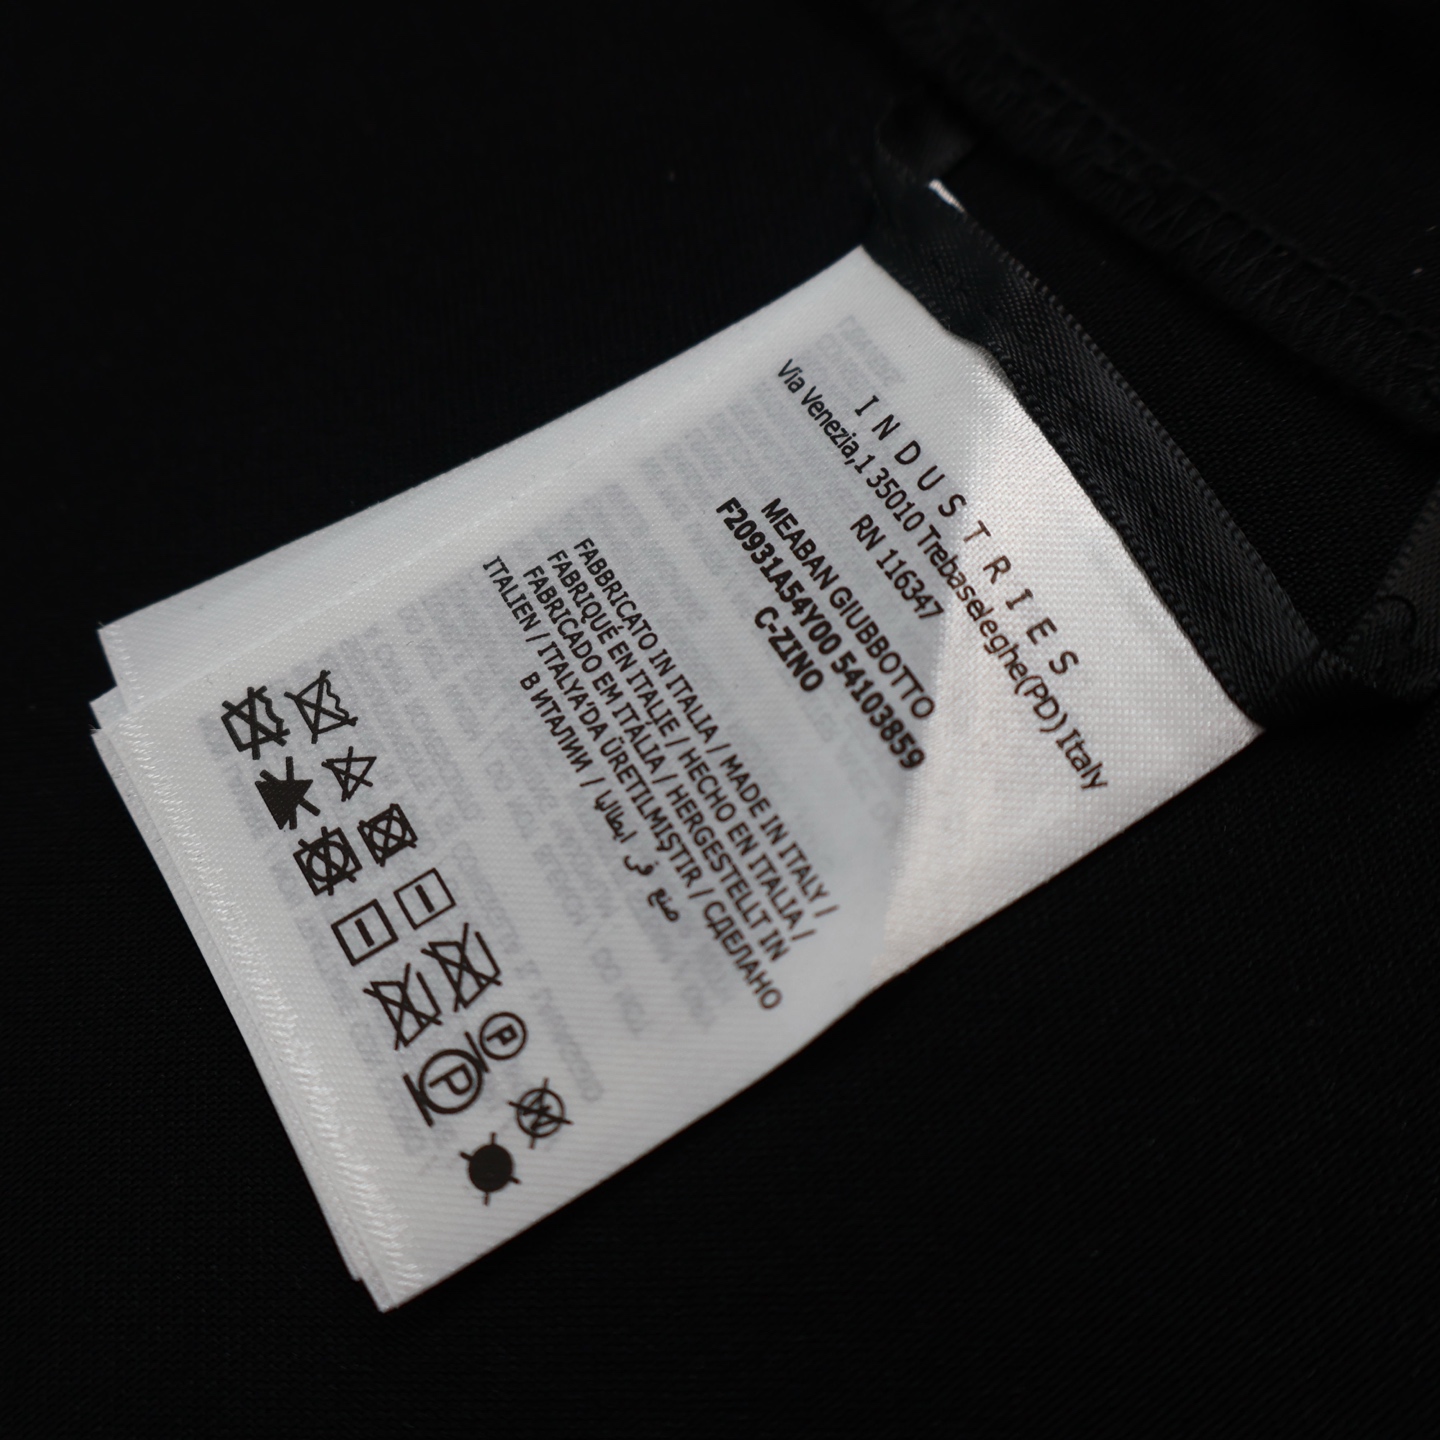 INDUSTRIES
Via Venezia,1 35010 Trebaseleghe(PD) Italy
RN 116347
MEABAN GIUBBOTTO
F20931A54Y00 54103859
C-ZINO
FABBRICATO IN ITALIA / MADE IN ITALY /
FABRIQUÉ EN ITALIE / HECHO EN ITALIA /
FABRICADO EM ITÁLIA / HERGESTELLT IN
ITALIEN / ITALYA'DA ÜRETILMIŞTIR / СДЕЛАНО
В ИТАЛИИ / صنع في ايطاليا
P
P
W